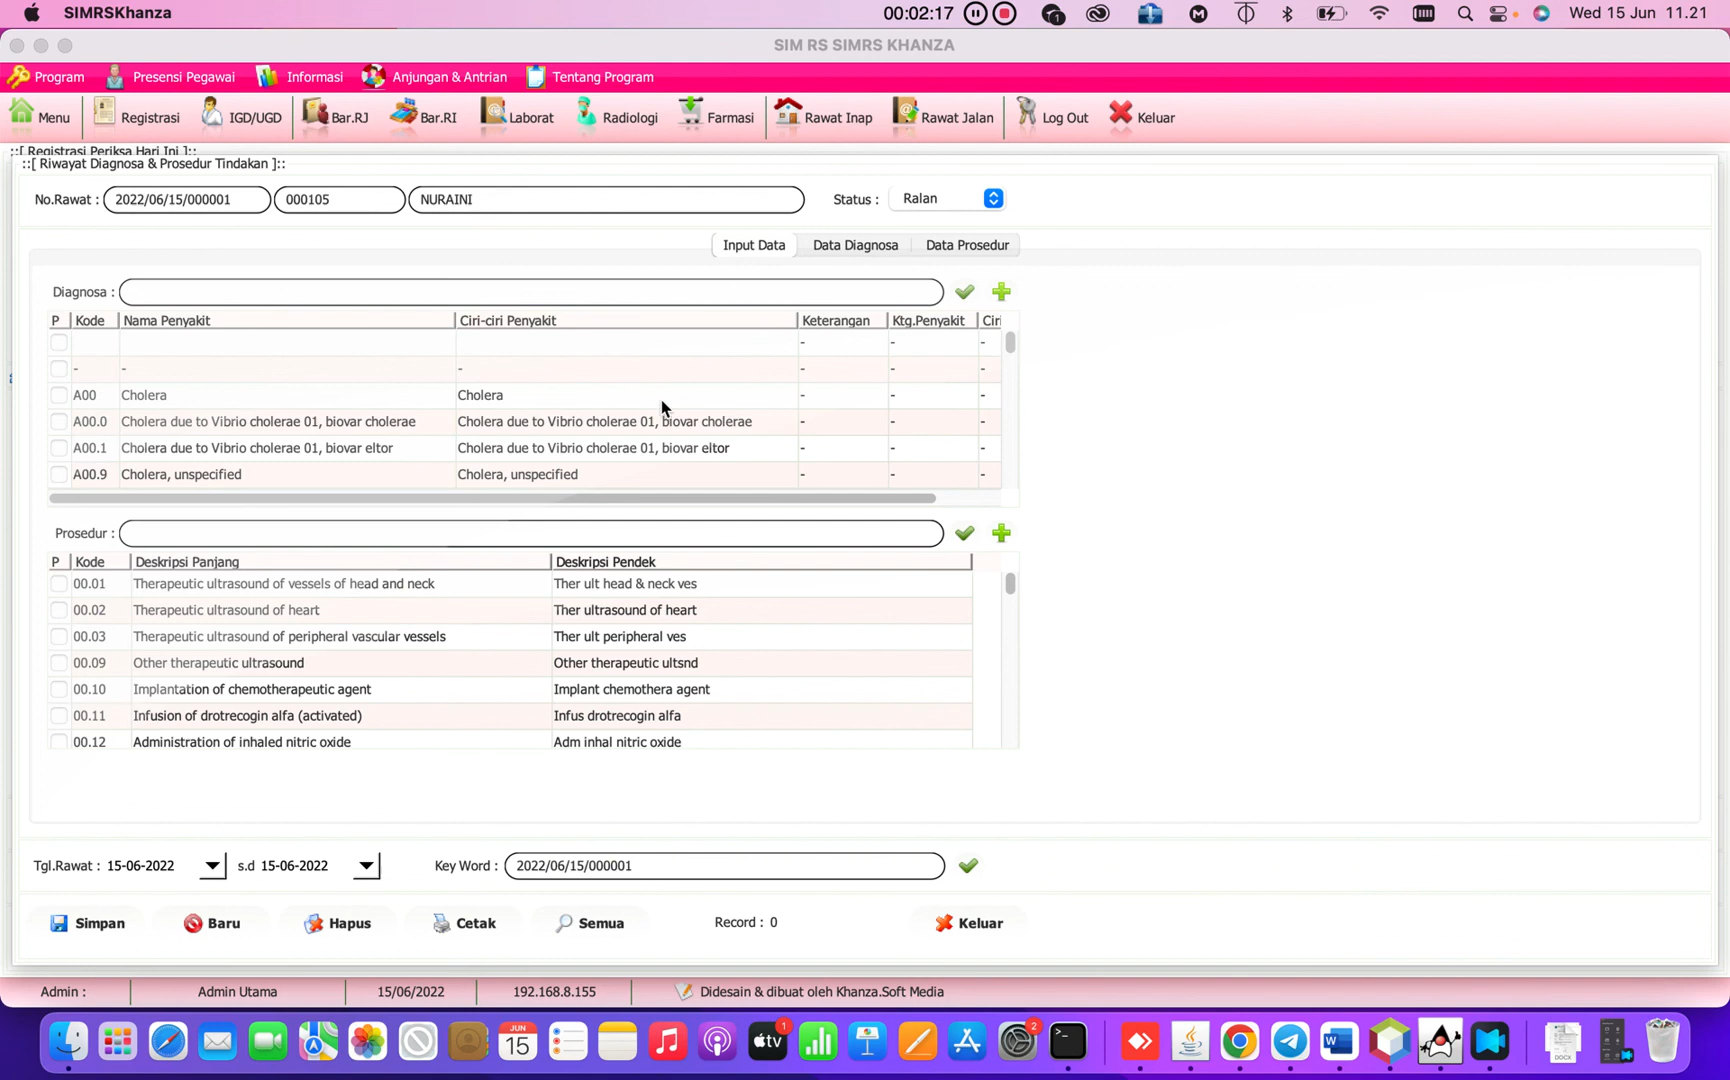 SIMRSKhanza 00:02:17 1 Wed 15 Jun 11.21
SIM RS SIMRS KHANZA
Program Presensi Pegawai Informasi Anjungan & Antrian Tentang Program
Menu Registrasi IGD/UGD Bar.RJ Bar.RI Laborat Radiologi Farmasi Rawat Inap Rawat Jalan Log Out Keluar
::[ Registrasi Periksa Hari Ini ]::
::[ Riwayat Diagnosa & Prosedur Tindakan ]::
No.Rawat : 2022/06/15/000001 000105 NURAINI Status : Ralan
Input Data Data Diagnosa Data Prosedur
Diagnosa :
P Kode Nama Penyakit Ciri-ciri Penyakit Keterangan Ktg.Penyakit Ciri
- - -
- - - - - -
A00 Cholera Cholera - - -
A00.0 Cholera due to Vibrio cholerae 01, biovar cholerae Cholera due to Vibrio cholerae 01, biovar cholerae - - -
A00.1 Cholera due to Vibrio cholerae 01, biovar eltor Cholera due to Vibrio cholerae 01, biovar eltor - - -
A00.9 Cholera, unspecified Cholera, unspecified - - -
Prosedur :
P Kode Deskripsi Panjang Deskripsi Pendek
00.01 Therapeutic ultrasound of vessels of head and neck Ther ult head & neck ves
00.02 Therapeutic ultrasound of heart Ther ultrasound of heart
00.03 Therapeutic ultrasound of peripheral vascular vessels Ther ult peripheral ves
00.09 Other therapeutic ultrasound Other therapeutic ultsnd
00.10 Implantation of chemotherapeutic agent Implant chemothera agent
00.11 Infusion of drotrecogin alfa (activated) Infus drotrecogin alfa
00.12 Administration of inhaled nitric oxide Adm inhal nitric oxide
Tgl.Rawat : 15-06-2022 s.d 15-06-2022 Key Word : 2022/06/15/000001
Simpan Baru Hapus Cetak Semua Record : 0 Keluar
Admin : Admin Utama 15/06/2022 192.168.8.155 Didesain & dibuat oleh Khanza.Soft Media
JUN
15
tv 1 2
W
DOCX